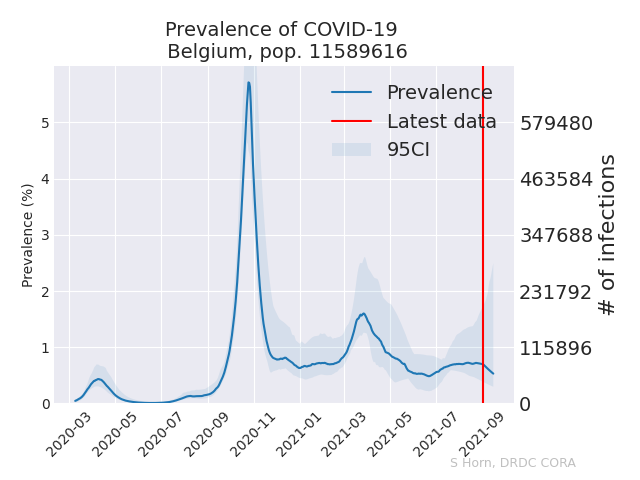 Prevalence of COVID-19
Belgium, pop. 11589616
Prevalence
Latest data
95CI
Prevalence (%)
5
4
3
2
1
0
579480
463584
347688
231792
115896
0
# of infections
2020-03
2020-05
2020-07
2020-09
2020-11
2021-01
2021-03
2021-05
2021-07
2021-09
S Horn, DRDC CORA